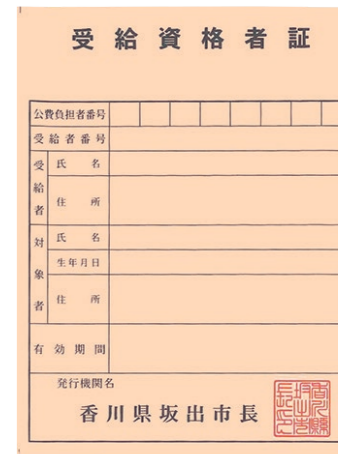 受給資格者証
公費負担者番号
受給者番号
受給者
氏名
住所
対象者
氏名
生年月日
住所
有効期間
発行機関名
香川県坂出市長